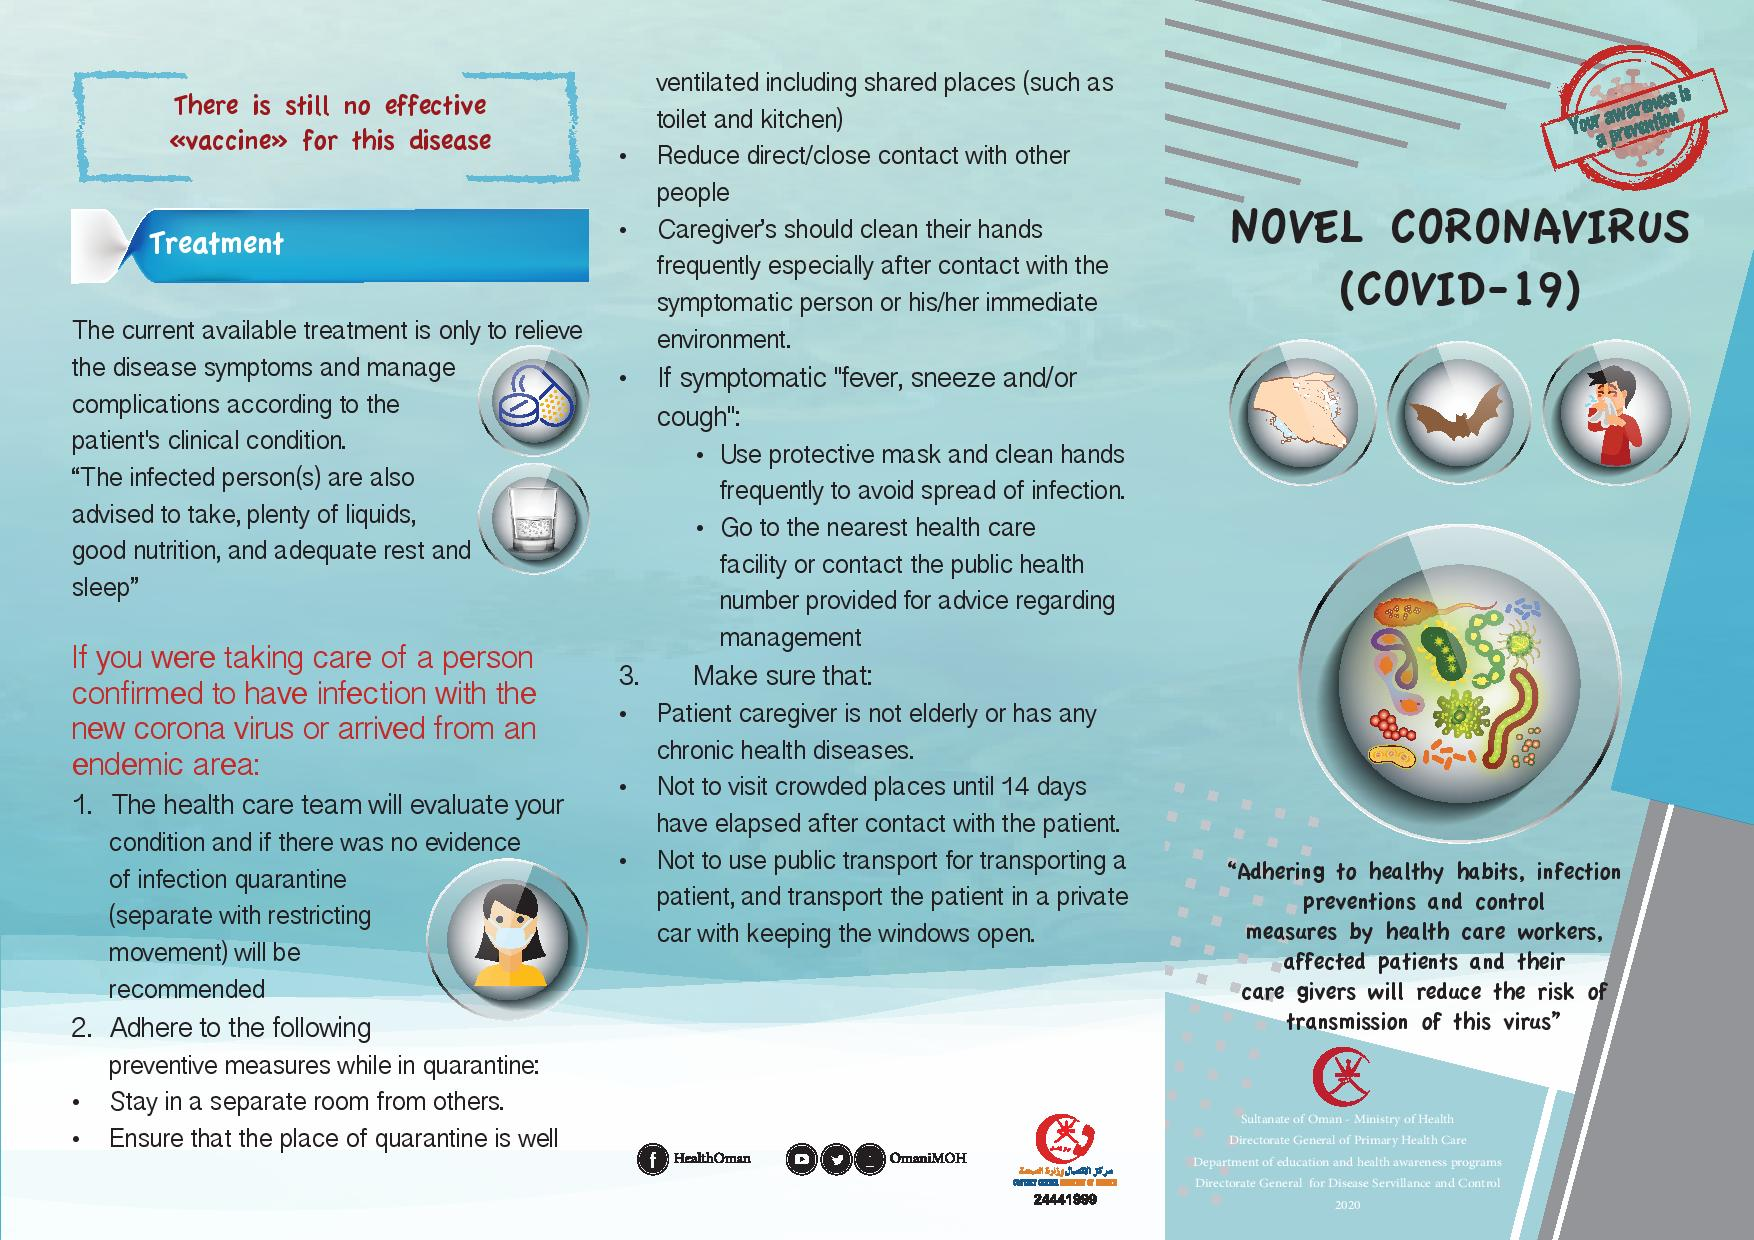 There is still no effective
«vaccine» for this disease
Treatment
The current available treatment is only to relieve
the disease symptoms and manage
complications according to the
patient's clinical condition.
“The infected person(s) are also
advised to take, plenty of liquids,
good nutrition, and adequate rest and
sleep”
If you were taking care of a person
confirmed to have infection with the
new corona virus or arrived from an
endemic area:
1. The health care team will evaluate your
condition and if there was no evidence
of infection quarantine
(separate with restricting
movement) will be
recommended
2. Adhere to the following
preventive measures while in quarantine:
• Stay in a separate room from others.
• Ensure that the place of quarantine is well
ventilated including shared places (such as
toilet and kitchen)
• Reduce direct/close contact with other
people
• Caregiver’s should clean their hands
frequently especially after contact with the
symptomatic person or his/her immediate
environment.
• If symptomatic "fever, sneeze and/or
cough":
• Use protective mask and clean hands
frequently to avoid spread of infection.
• Go to the nearest health care
facility or contact the public health
number provided for advice regarding
management
3. Make sure that:
• Patient caregiver is not elderly or has any
chronic health diseases.
• Not to visit crowded places until 14 days
have elapsed after contact with the patient.
• Not to use public transport for transporting a
patient, and transport the patient in a private
car with keeping the windows open.
HealthOman
OmaniMOH
مركز الاتصال وزارة الصحة
CONTACT CENTER MINISTRY OF HEALTH
24441999
Your awareness is
a prevention
NOVEL CORONAVIRUS
(COVID-19)
“Adhering to healthy habits, infection
preventions and control
measures by health care workers,
affected patients and their
care givers will reduce the risk of
transmission of this virus”
Sultanate of Oman - Ministry of Health
Directorate General of Primary Health Care
Department of education and health awareness programs
Directorate General for Disease Servillance and Control
2020